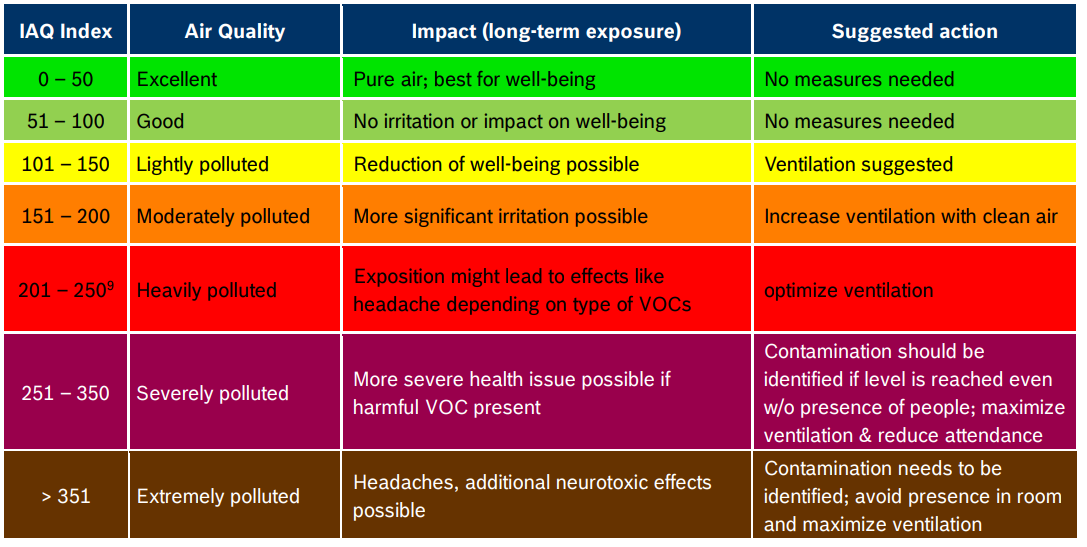 IAQ Index Air Quality Impact (long-term exposure) Suggested action
0 – 50 Excellent Pure air; best for well-being No measures needed
51 – 100 Good No irritation or impact on well-being No measures needed
101 – 150 Lightly polluted Reduction of well-being possible Ventilation suggested
151 – 200 Moderately polluted More significant irritation possible Increase ventilation with clean air
201 – 250⁹ Heavily polluted
Exposition might lead to effects like
headache depending on type of VOCs
optimize ventilation
251 – 350 Severely polluted
More severe health issue possible if
harmful VOC present
Contamination should be
identified if level is reached even
w/o presence of people; maximize
ventilation & reduce attendance
> 351 Extremely polluted
Headaches, additional neurotoxic effects
possible
Contamination needs to be
identified; avoid presence in room
and maximize ventilation